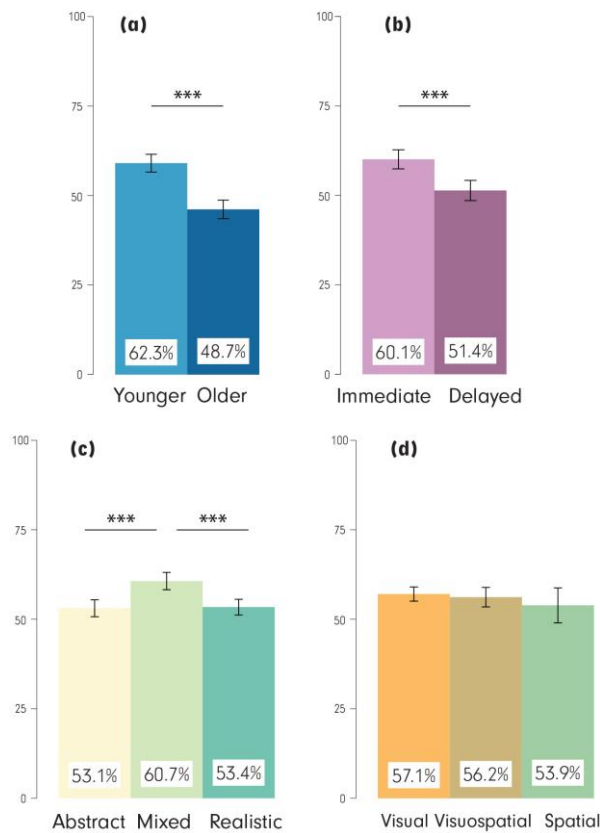 (a)
100
75
50
25
0
***
62.3%
48.7%
Younger
Older
(b)
100
75
50
25
0
***
60.1%
51.4%
Immediate
Delayed
(c)
100
75
50
25
0
***
***
53.1%
60.7%
53.4%
Abstract
Mixed
Realistic
(d)
100
75
50
25
0
57.1%
56.2%
53.9%
Visual
Visuospatial
Spatial